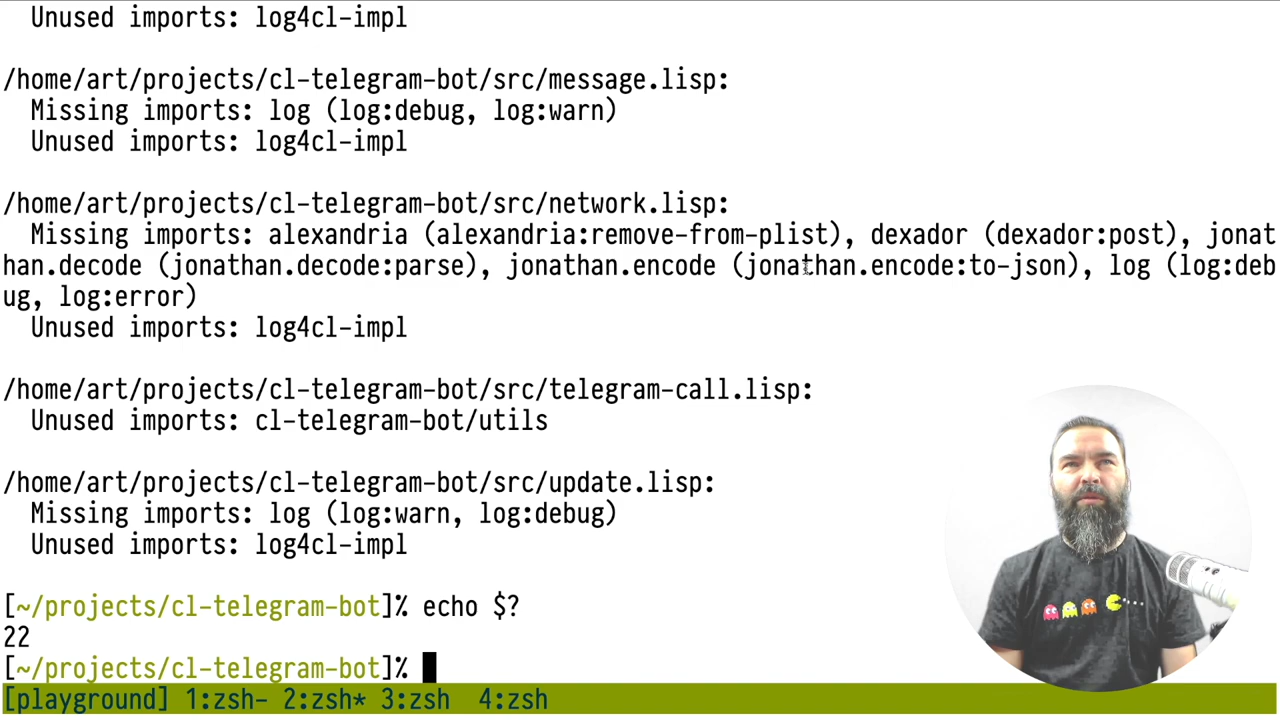 Unused imports: log4cl-impl
/home/art/projects/cl-telegram-bot/src/message.lisp:
Missing imports: log (log:debug, log:warn)
Unused imports: log4cl-impl
/home/art/projects/cl-telegram-bot/src/network.lisp:
Missing imports: alexandria (alexandria:remove-from-plist), dexador (dexador:post), jonat
han.decode (jonathan.decode:parse), jonathan.encode (jonathan.encode:to-json), log (log:deb
ug, log:error)
Unused imports: log4cl-impl
/home/art/projects/cl-telegram-bot/src/telegram-call.lisp:
Unused imports: cl-telegram-bot/utils
/home/art/projects/cl-telegram-bot/src/update.lisp:
Missing imports: log (log:warn, log:debug)
Unused imports: log4cl-impl
[~/projects/cl-telegram-bot]% echo $?
22
[~/projects/cl-telegram-bot]%
[playground] 1:zsh- 2:zsh* 3:zsh 4:zsh